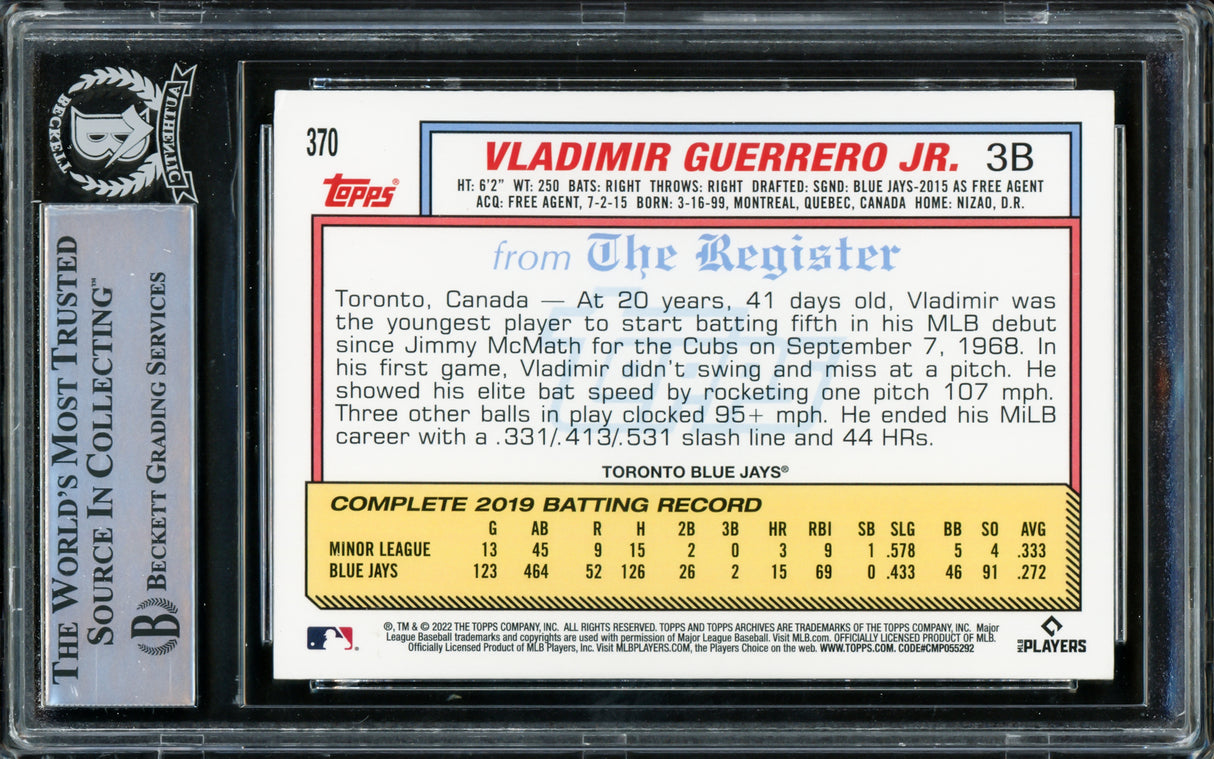 BECKETT AUTHENTIC
B
THE WORLD'S MOST TRUSTED
SOURCE IN COLLECTING™
B BECKETT GRADING SERVICES
370
topps®
VLADIMIR GUERRERO JR. 3B
HT: 6'2" WT: 250 BATS: RIGHT THROWS: RIGHT DRAFTED: SGND: BLUE JAYS-2015 AS FREE AGENT
ACQ: FREE AGENT, 7-2-15 BORN: 3-16-99, MONTREAL, QUEBEC, CANADA HOME: NIZAO, D.R.
from The Register
Toronto, Canada — At 20 years, 41 days old, Vladimir was
the youngest player to start batting fifth in his MLB debut
since Jimmy McMath for the Cubs on September 7, 1968. In
his first game, Vladimir didn't swing and miss at a pitch. He
showed his elite bat speed by rocketing one pitch 107 mph.
Three other balls in play clocked 95+ mph. He ended his MiLB
career with a .331/.413/.531 slash line and 44 HRs.
TORONTO BLUE JAYS®
COMPLETE 2019 BATTING RECORD
G AB R H 2B 3B HR RBI SB SLG BB SO AVG
MINOR LEAGUE 13 45 9 15 2 0 3 9 1 .578 5 4 .333
BLUE JAYS 123 464 52 126 26 2 15 69 0 .433 46 91 .272
®, TM & © 2022 THE TOPPS COMPANY, INC. ALL RIGHTS RESERVED. TOPPS AND TOPPS ARCHIVES ARE TRADEMARKS OF THE TOPPS COMPANY, INC. Major
League Baseball trademarks and copyrights are used with permission of Major League Baseball. Visit MLB.com. OFFICIALLY LICENSED PRODUCT OF MLB.
Officially Licensed Product of MLB Players, Inc. Visit MLBPLAYERS.COM, the Players Choice on the web. WWW.TOPPS.COM. CODE#CMP055292
MLB PLAYERS